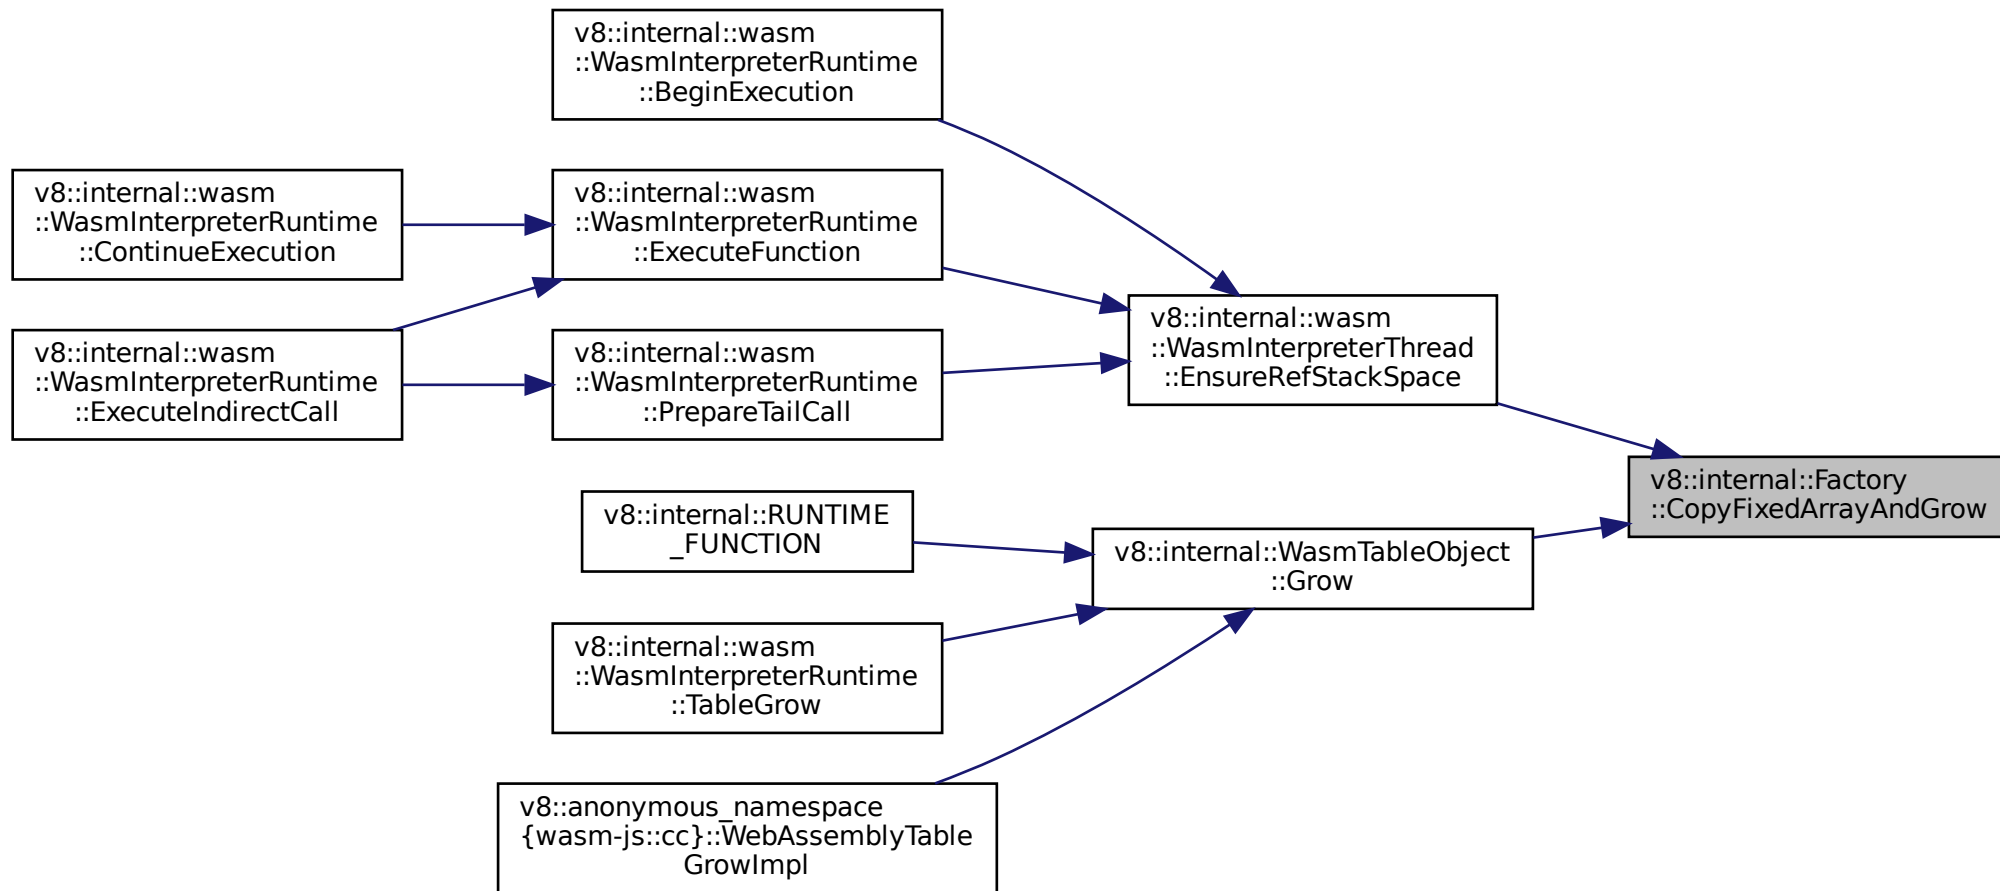 v8::internal::wasm
::WasmInterpreterRuntime
::BeginExecution
v8::internal::wasm
::WasmInterpreterRuntime
::ContinueExecution
v8::internal::wasm
::WasmInterpreterRuntime
::ExecuteFunction
v8::internal::wasm
::WasmInterpreterThread
::EnsureRefStackSpace
v8::internal::wasm
::WasmInterpreterRuntime
::ExecuteIndirectCall
v8::internal::wasm
::WasmInterpreterRuntime
::PrepareTailCall
v8::internal::Factory
::CopyFixedArrayAndGrow
v8::internal::RUNTIME
_FUNCTION
v8::internal::WasmTableObject
::Grow
v8::internal::wasm
::WasmInterpreterRuntime
::TableGrow
v8::anonymous_namespace
{wasm-js::cc}::WebAssemblyTable
GrowImpl